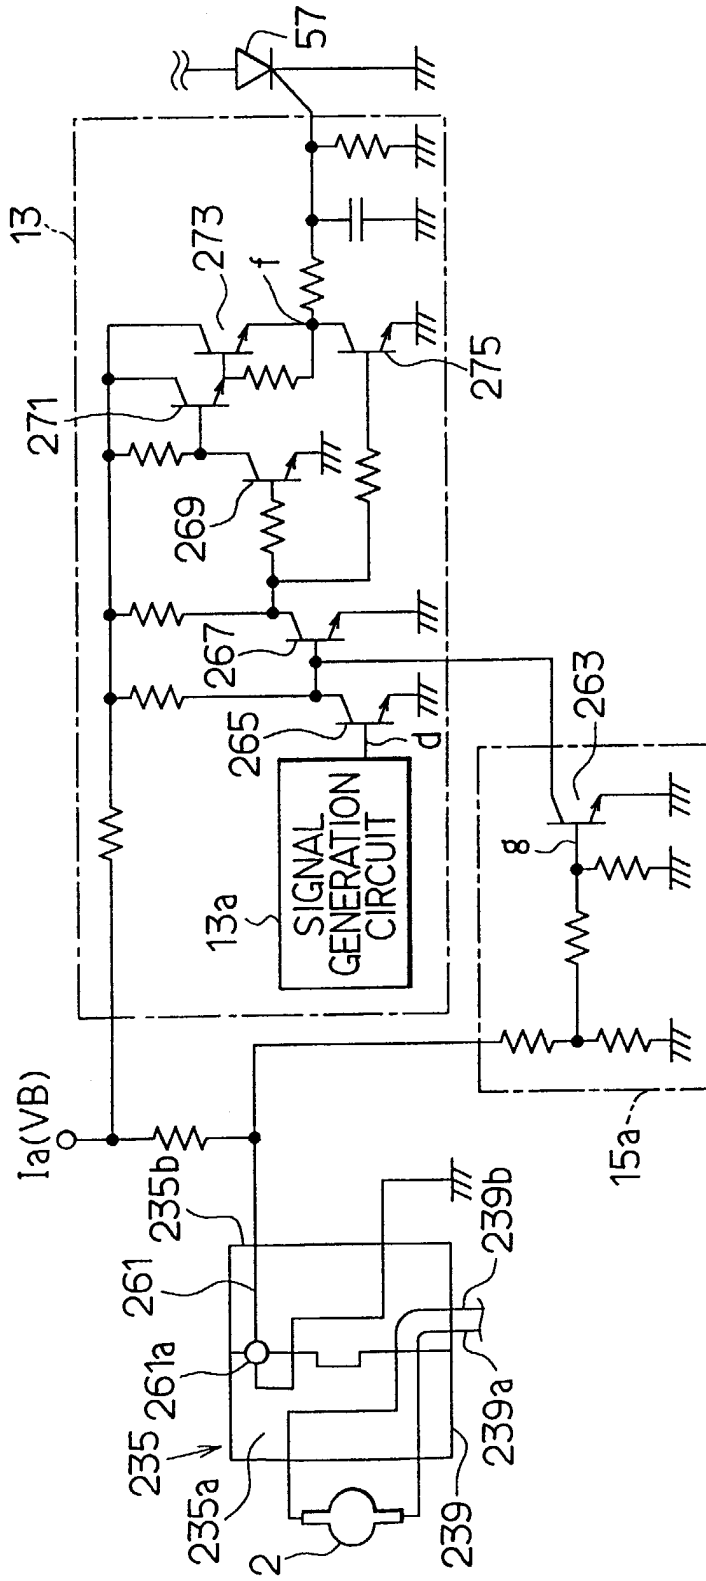 13
57
273
f
271
275
269
267
265
d
263
SIGNAL
GENERATION
CIRCUIT
13a
g
15a
Ia(VB)
235b
261
261a
239b
235
235a
239a
239
2